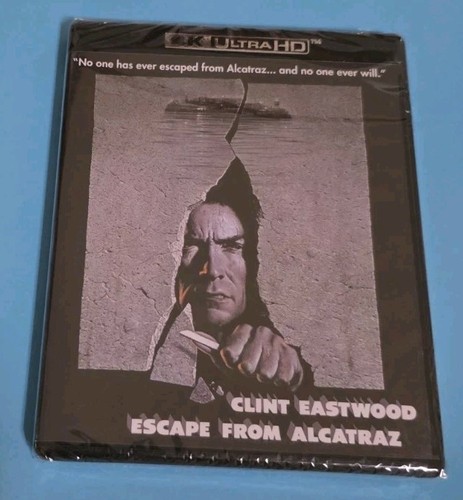 4K ULTRA HD™
"No one has ever escaped from Alcatraz... and no one ever will."
CLINT EASTWOOD
ESCAPE FROM ALCATRAZ